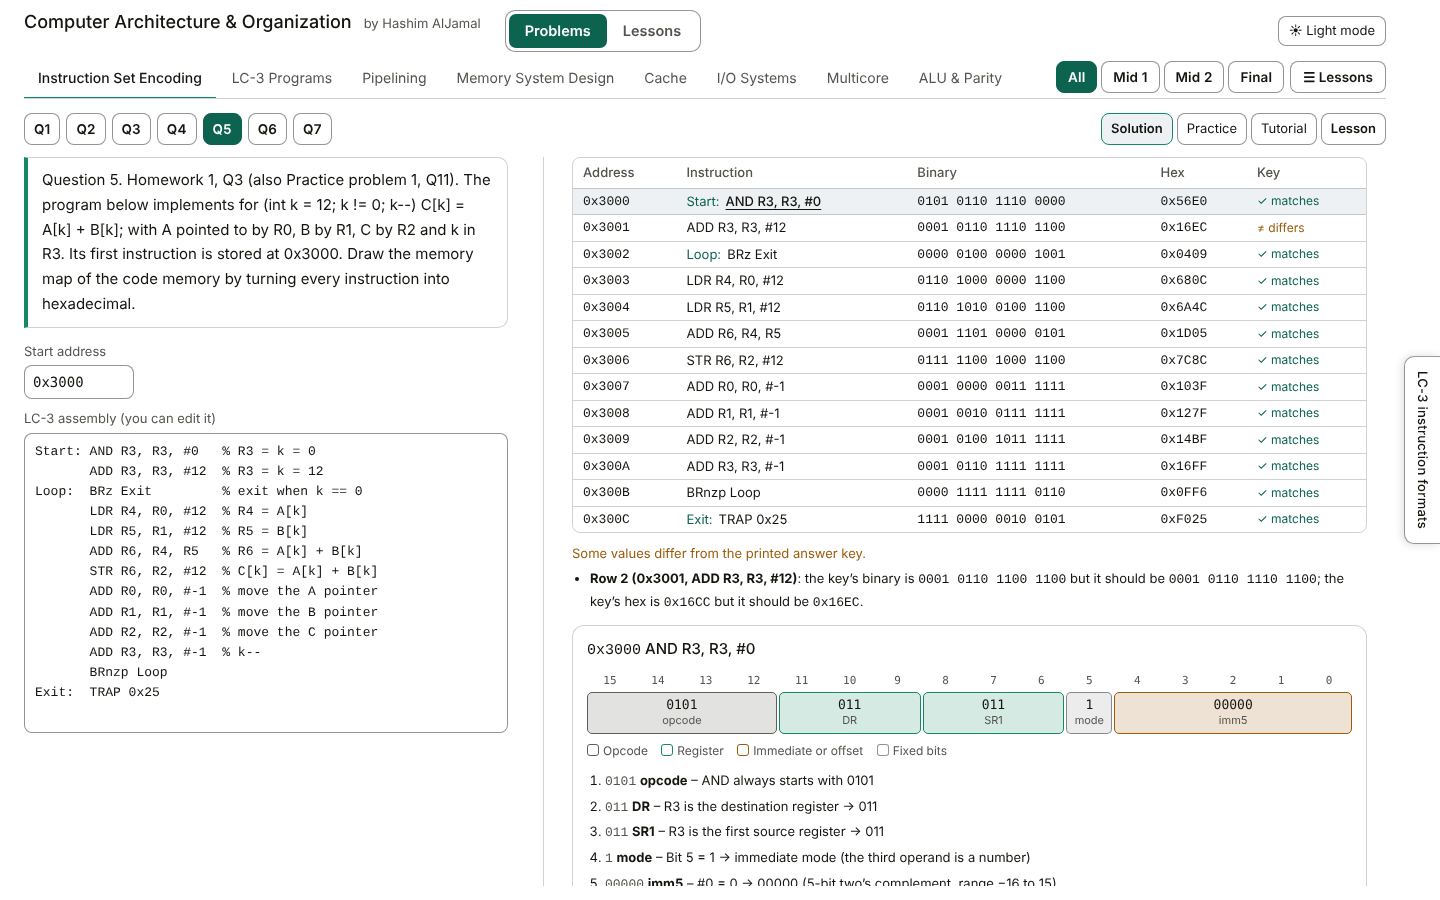 Computer Architecture & Organization by Hashim AlJamal Problems Lessons ☀ Light mode
Instruction Set Encoding LC-3 Programs Pipelining Memory System Design Cache I/O Systems Multicore ALU & Parity All Mid 1 Mid 2 Final ☰ Lessons
Q1 Q2 Q3 Q4 Q5 Q6 Q7 Solution Practice Tutorial Lesson
Question 5. Homework 1, Q3 (also Practice problem 1, Q11). The
program below implements for (int k = 12; k != 0; k--) C[k] =
A[k] + B[k]; with A pointed to by R0, B by R1, C by R2 and k in
R3. Its first instruction is stored at 0x3000. Draw the memory
map of the code memory by turning every instruction into
hexadecimal.
Start address
0x3000
LC-3 assembly (you can edit it)
Start: AND R3, R3, #0 % R3 = k = 0
ADD R3, R3, #12 % R3 = k = 12
Loop: BRz Exit % exit when k == 0
LDR R4, R0, #12 % R4 = A[k]
LDR R5, R1, #12 % R5 = B[k]
ADD R6, R4, R5 % R6 = A[k] + B[k]
STR R6, R2, #12 % C[k] = A[k] + B[k]
ADD R0, R0, #-1 % move the A pointer
ADD R1, R1, #-1 % move the B pointer
ADD R2, R2, #-1 % move the C pointer
ADD R3, R3, #-1 % k--
BRnzp Loop
Exit: TRAP 0x25
Address Instruction Binary Hex Key
0x3000 Start: AND R3, R3, #0 0101 0110 1110 0000 0x56E0 ✓ matches
0x3001 ADD R3, R3, #12 0001 0110 1110 1100 0x16EC ≠ differs
0x3002 Loop: BRz Exit 0000 0100 0000 1001 0x0409 ✓ matches
0x3003 LDR R4, R0, #12 0110 1000 0000 1100 0x680C ✓ matches
0x3004 LDR R5, R1, #12 0110 1010 0100 1100 0x6A4C ✓ matches
0x3005 ADD R6, R4, R5 0001 1101 0000 0101 0x1D05 ✓ matches
0x3006 STR R6, R2, #12 0111 1100 1000 1100 0x7C8C ✓ matches
0x3007 ADD R0, R0, #-1 0001 0000 0011 1111 0x103F ✓ matches
0x3008 ADD R1, R1, #-1 0001 0010 0111 1111 0x127F ✓ matches
0x3009 ADD R2, R2, #-1 0001 0100 1011 1111 0x14BF ✓ matches
0x300A ADD R3, R3, #-1 0001 0110 1111 1111 0x16FF ✓ matches
0x300B BRnzp Loop 0000 1111 1111 0110 0x0FF6 ✓ matches
0x300C Exit: TRAP 0x25 1111 0000 0010 0101 0xF025 ✓ matches
Some values differ from the printed answer key.
• Row 2 (0x3001, ADD R3, R3, #12): the key’s binary is 0001 0110 1100 1100 but it should be 0001 0110 1110 1100; the
key’s hex is 0x16CC but it should be 0x16EC.
0x3000 AND R3, R3, #0
15 14 13 12 11 10 9 8 7 6 5 4 3 2 1 0
0101 011 011 1 00000
opcode DR SR1 mode imm5
Opcode Register Immediate or offset Fixed bits
1. 0101 opcode – AND always starts with 0101
2. 011 DR – R3 is the destination register → 011
3. 011 SR1 – R3 is the first source register → 011
4. 1 mode – Bit 5 = 1 → immediate mode (the third operand is a number)
5. 00000 imm5 – #0 = 0 → 00000 (5-bit two’s complement, range −16 to 15)
LC-3 instruction formats